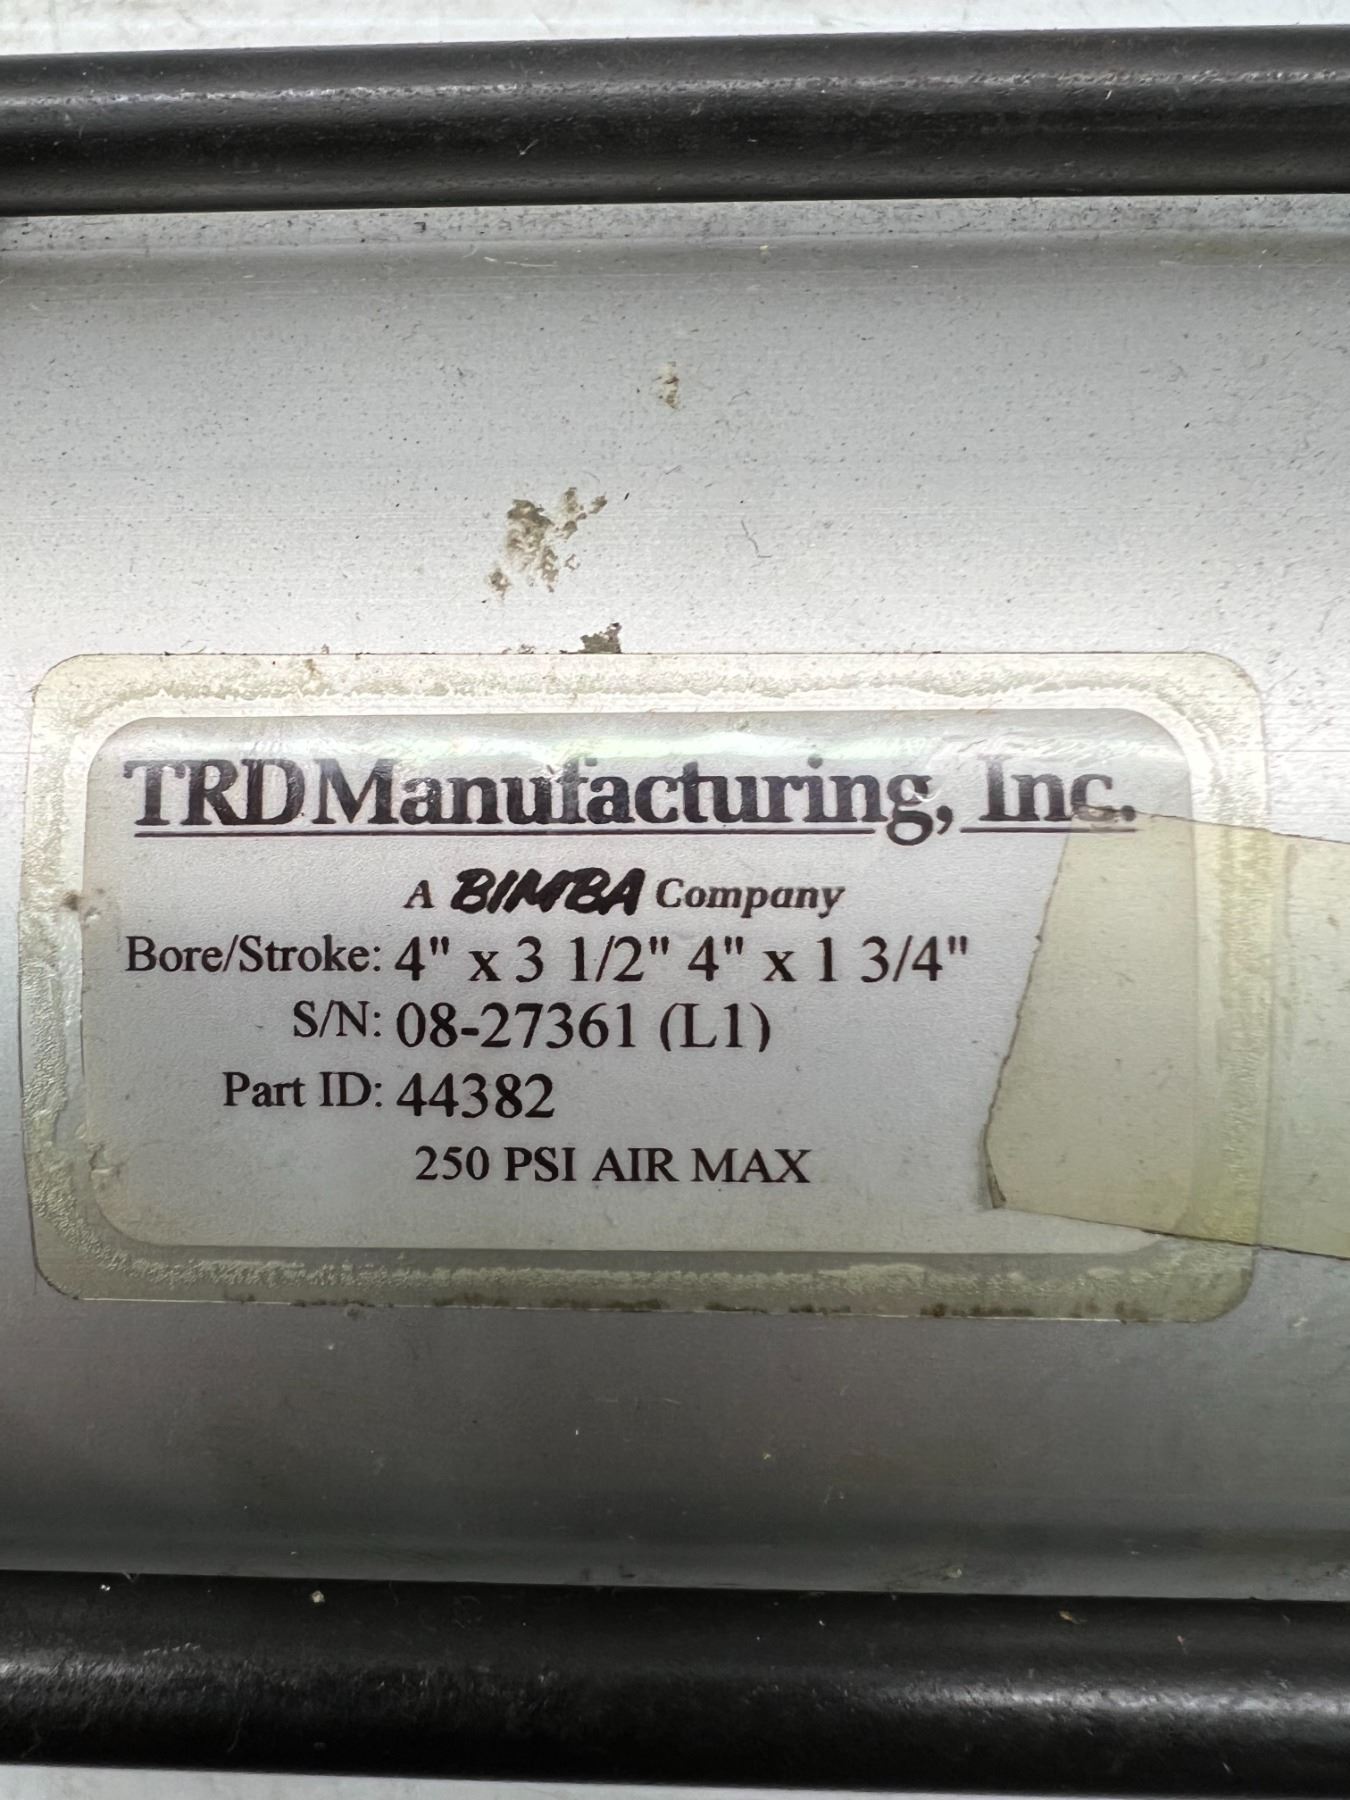 TRD Manufacturing, Inc.
A BIMBA Company
Bore/Stroke: 4" x 3 1/2" 4" x 1 3/4"
S/N: 08-27361 (L1)
Part ID: 44382
250 PSI AIR MAX